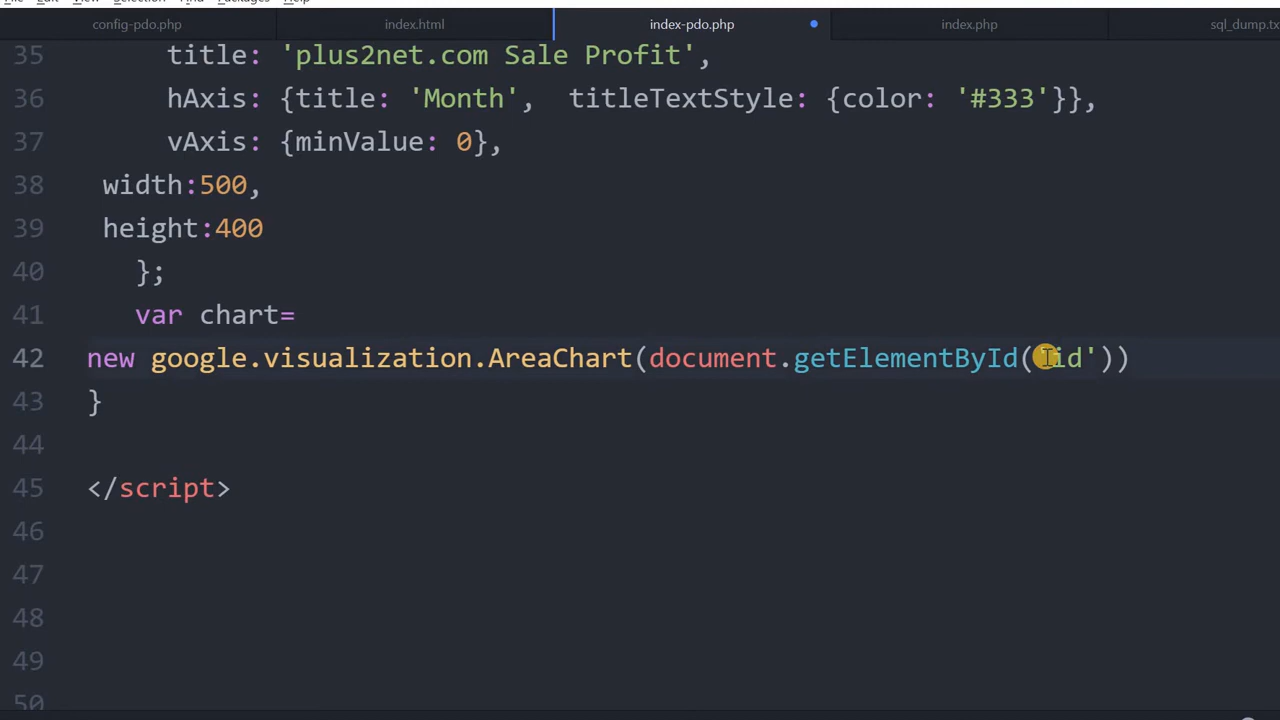 config-pdo.php index.html index-pdo.php index.php sql_dump.tx
35 title: 'plus2net.com Sale Profit',
36 hAxis: {title: 'Month', titleTextStyle: {color: '#333'}},
37 vAxis: {minValue: 0},
38 width:500,
39 height:400
40 };
41 var chart=
42 new google.visualization.AreaChart(document.getElementById('id'))
43 }
44
45 </script>
46
47
48
49
50